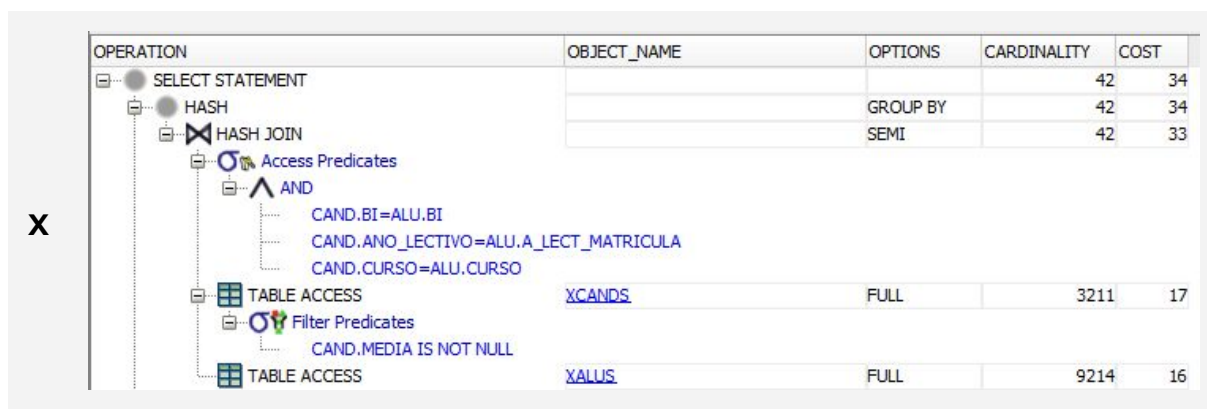 OPERATION OBJECT_NAME OPTIONS CARDINALITY COST
SELECT STATEMENT 42 34
HASH GROUP BY 42 34
HASH JOIN SEMI 42 33
Access Predicates
AND
CAND.BI=ALU.BI
X
CAND.ANO_LECTIVO=ALU.A_LECT_MATRICULA
CAND.CURSO=ALU.CURSO
TABLE ACCESS XCANDS FULL 3211 17
Filter Predicates
CAND.MEDIA IS NOT NULL
TABLE ACCESS XALUS FULL 9214 16